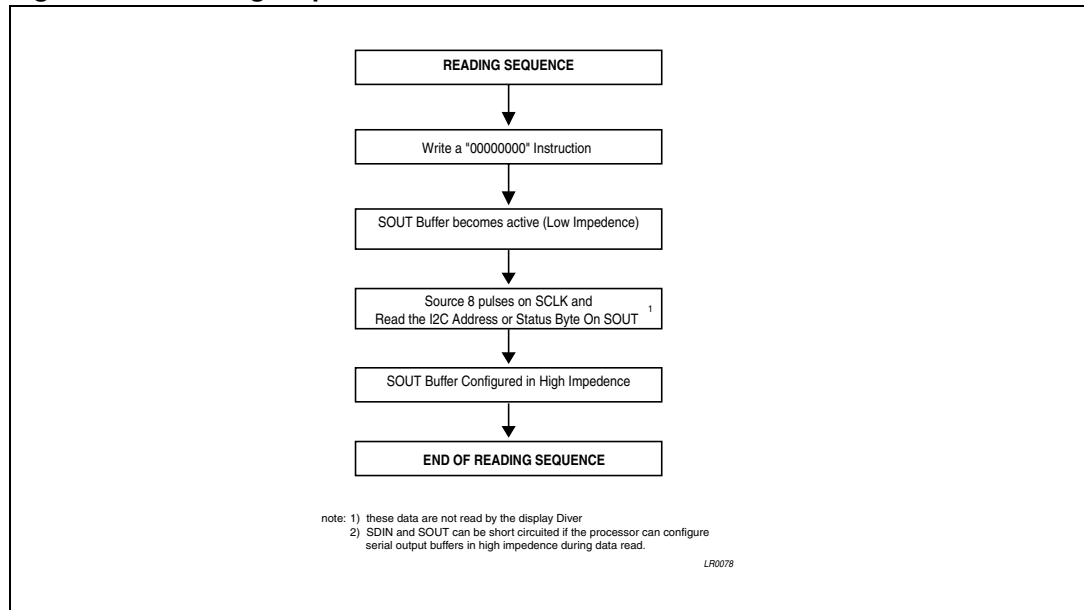 READING SEQUENCE
Write a "00000000" Instruction
SOUT Buffer becomes active (Low Impedence)
Source 8 pulses on SCLK and
Read the I2C Address or Status Byte On SOUT 1
SOUT Buffer Configured in High Impedence
END OF READING SEQUENCE
note: 1) these data are not read by the display Diver
2) SDIN and SOUT can be short circuited if the processor can configure
serial output buffers in high impedence during data read.
LR0078